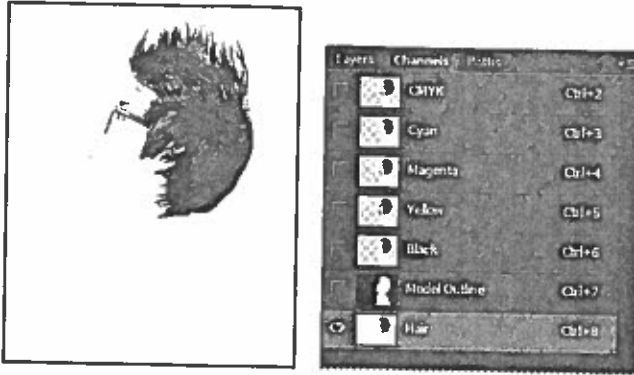 Layers Channels Paths
CMYK Ctrl+2
Cyan Ctrl+3
Magenta Ctrl+4
Yellow Ctrl+5
Black Ctrl+6
Model Outline Ctrl+7
Hair Ctrl+8